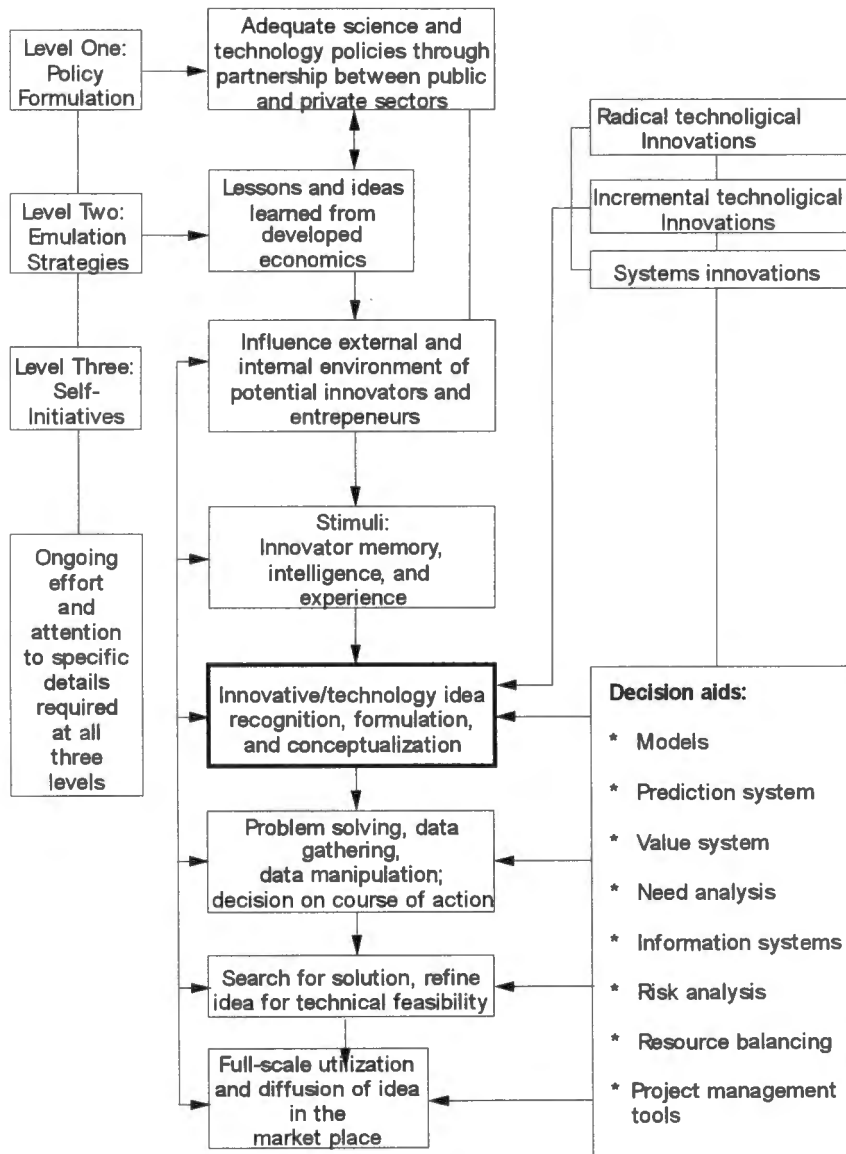 Level One:
Policy
Formulation
Adequate science and
technology policies through
partnership between public
and private sectors
Radical technoligical
Innovations
Level Two:
Emulation
Strategies
Lessons and ideas
learned from
developed
economics
Incremental technoligical
Innovations
Systems innovations
Level Three:
Self-
Initiatives
Influence external and
internal environment of
potential innovators and
entrepeneurs
Stimuli:
Innovator memory,
intelligence, and
experience
Ongoing
effort
and
attention
to specific
details
required
at all
three
levels
Innovative/technology idea
recognition, formulation,
and conceptualization
Problem solving, data
gathering,
data manipulation;
decision on course of action
Search for solution, refine
idea for technical feasibility
Full-scale utilization
and diffusion of idea
in the
market place
Decision aids:
* Models
* Prediction system
* Value system
* Need analysis
* Information systems
* Risk analysis
* Resource balancing
* Project management
tools